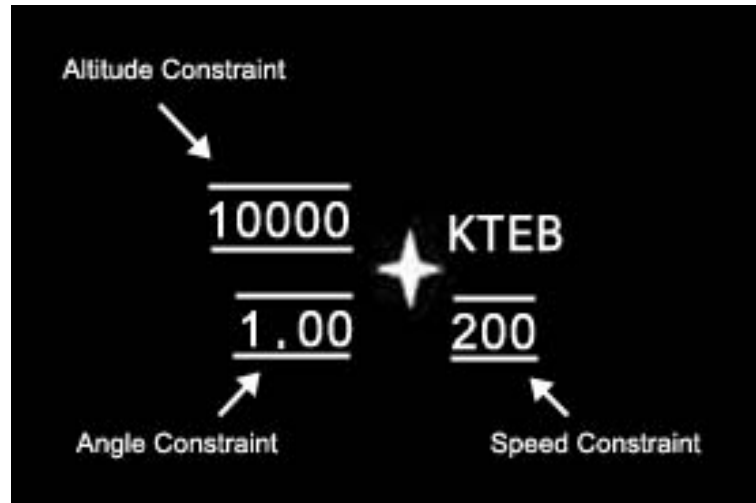 Altitude Constraint
10000
KTEB
1.00
200
Angle Constraint
Speed Constraint